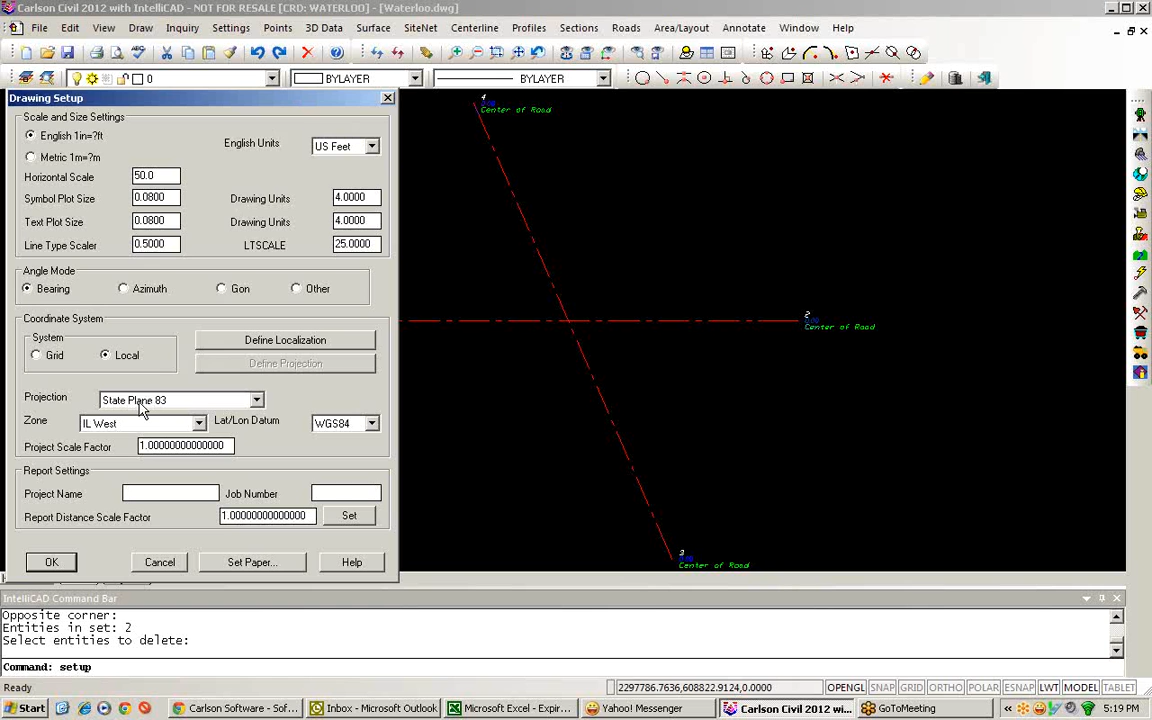 Carlson Civil 2012 with IntelliCAD - NOT FOR RESALE [CRD: WATERLOO] - [Waterloo.dwg]
File Edit View Draw Inquiry Settings Points 3D Data Surface SiteNet Centerline Profiles Sections Roads Area/Layout Annotate Window Help
0 BYLAYER BYLAYER
Drawing Setup
Scale and Size Settings
English 1in=?ft
English Units US Feet
Metric 1m=?m
Horizontal Scale 50.0
Symbol Plot Size 0.0800 Drawing Units 4.0000
Text Plot Size 0.0800 Drawing Units 4.0000
Line Type Scaler 0.5000 LTSCALE 25.0000
Angle Mode
Bearing Azimuth Gon Other
Coordinate System
System
Grid Local
Define Localization
Define Projection
Projection State Plane 83
Zone IL West Lat/Lon Datum WGS84
Project Scale Factor 1.00000000000000
Report Settings
Project Name Job Number
Report Distance Scale Factor 1.00000000000000 Set
OK Cancel Set Paper... Help
4
Center of Road
2
Center of Road
3
Center of Road
IntelliCAD Command Bar
Opposite corner:
Entities in set: 2
Select entities to delete:
Command: setup
Ready 2297786.7636,608822.9124,0.0000 OPENGL SNAP GRID ORTHO POLAR ESNAP LWT MODEL TABLET
Start Carlson Software - Sof... Inbox - Microsoft Outlook Microsoft Excel - Expir... Yahoo! Messenger Carlson Civil 2012 wi... GoToMeeting 5:19 PM